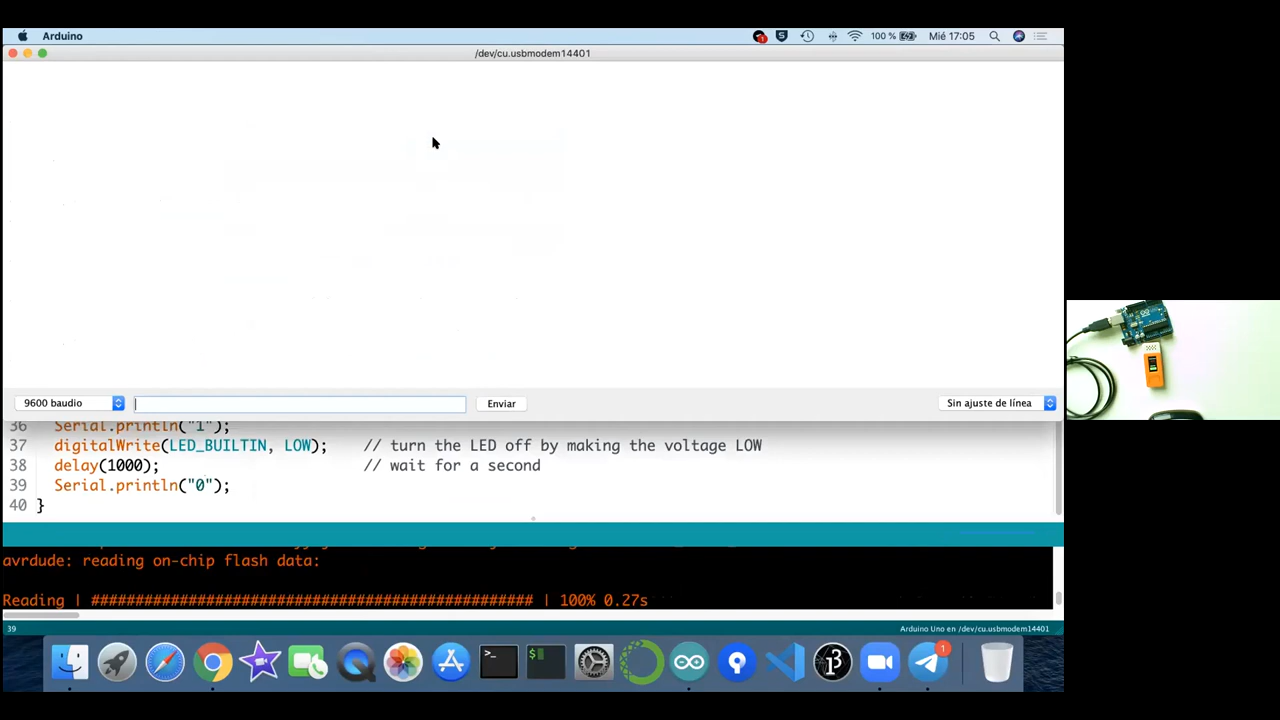 Arduino
100 %
Mié 17:05
/dev/cu.usbmodem14401
9600 baudio
Enviar
Sin ajuste de línea
36 Serial.println("1");
37 digitalWrite(LED_BUILTIN, LOW); // turn the LED off by making the voltage LOW
38 delay(1000); // wait for a second
39 Serial.println("0");
40 }
avrdude: reading on-chip flash data:
Reading | ################################################## | 100% 0.27s
39
Arduino Uno en /dev/cu.usbmodem14401
1